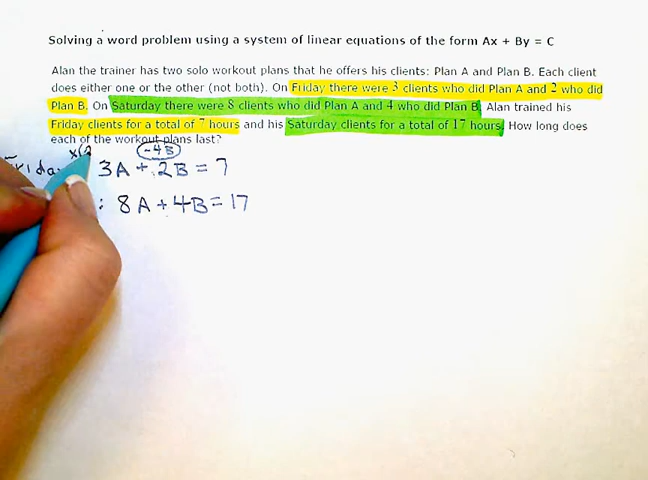 Solving a word problem using a system of linear equations of the form Ax + By = C
Alan the trainer has two solo workout plans that he offers his clients: Plan A and Plan B. Each client
does either one or the other (not both). On Friday there were 3 clients who did Plan A and 2 who did
Plan B. On Saturday there were 8 clients who did Plan A and 4 who did Plan B. Alan trained his
Friday clients for a total of 7 hours and his Saturday clients for a total of 17 hours. How long does
each of the workout plans last?
-4B
3A + 2B = 7
: 8A + 4B = 17